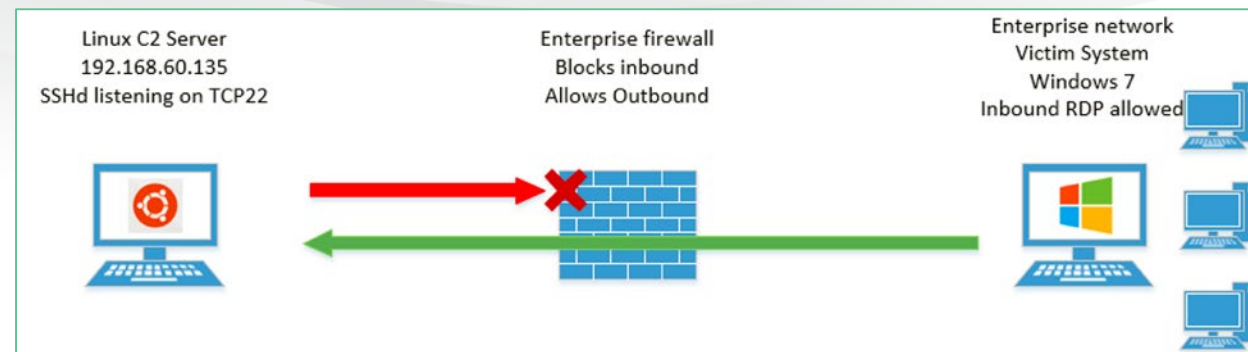 Linux C2 Server
192.168.60.135
SSHd listening on TCP22
Enterprise firewall
Blocks inbound
Allows Outbound
Enterprise network
Victim System
Windows 7
Inbound RDP allowed